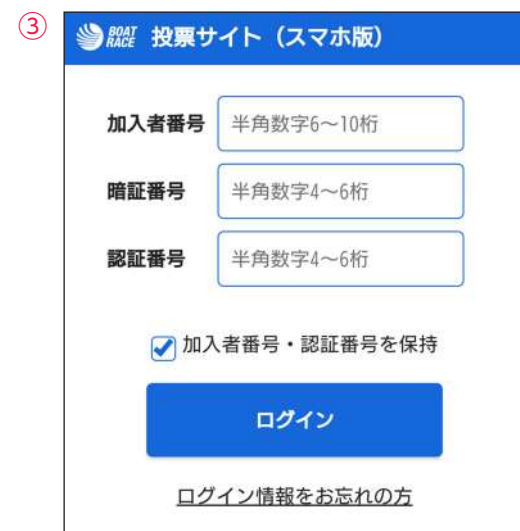 ③
BOAT RACE 投票サイト（スマホ版）
加入者番号 半角数字6〜10桁
暗証番号 半角数字4〜6桁
認証番号 半角数字4〜6桁
加入者番号・認証番号を保持
ログイン
ログイン情報をお忘れの方